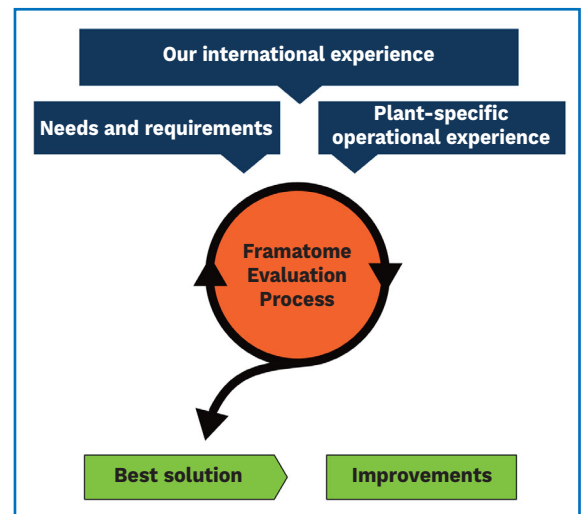 Our international experience
Needs and requirements
Plant-specific
operational experience
Framatome
Evaluation
Process
Best solution
Improvements